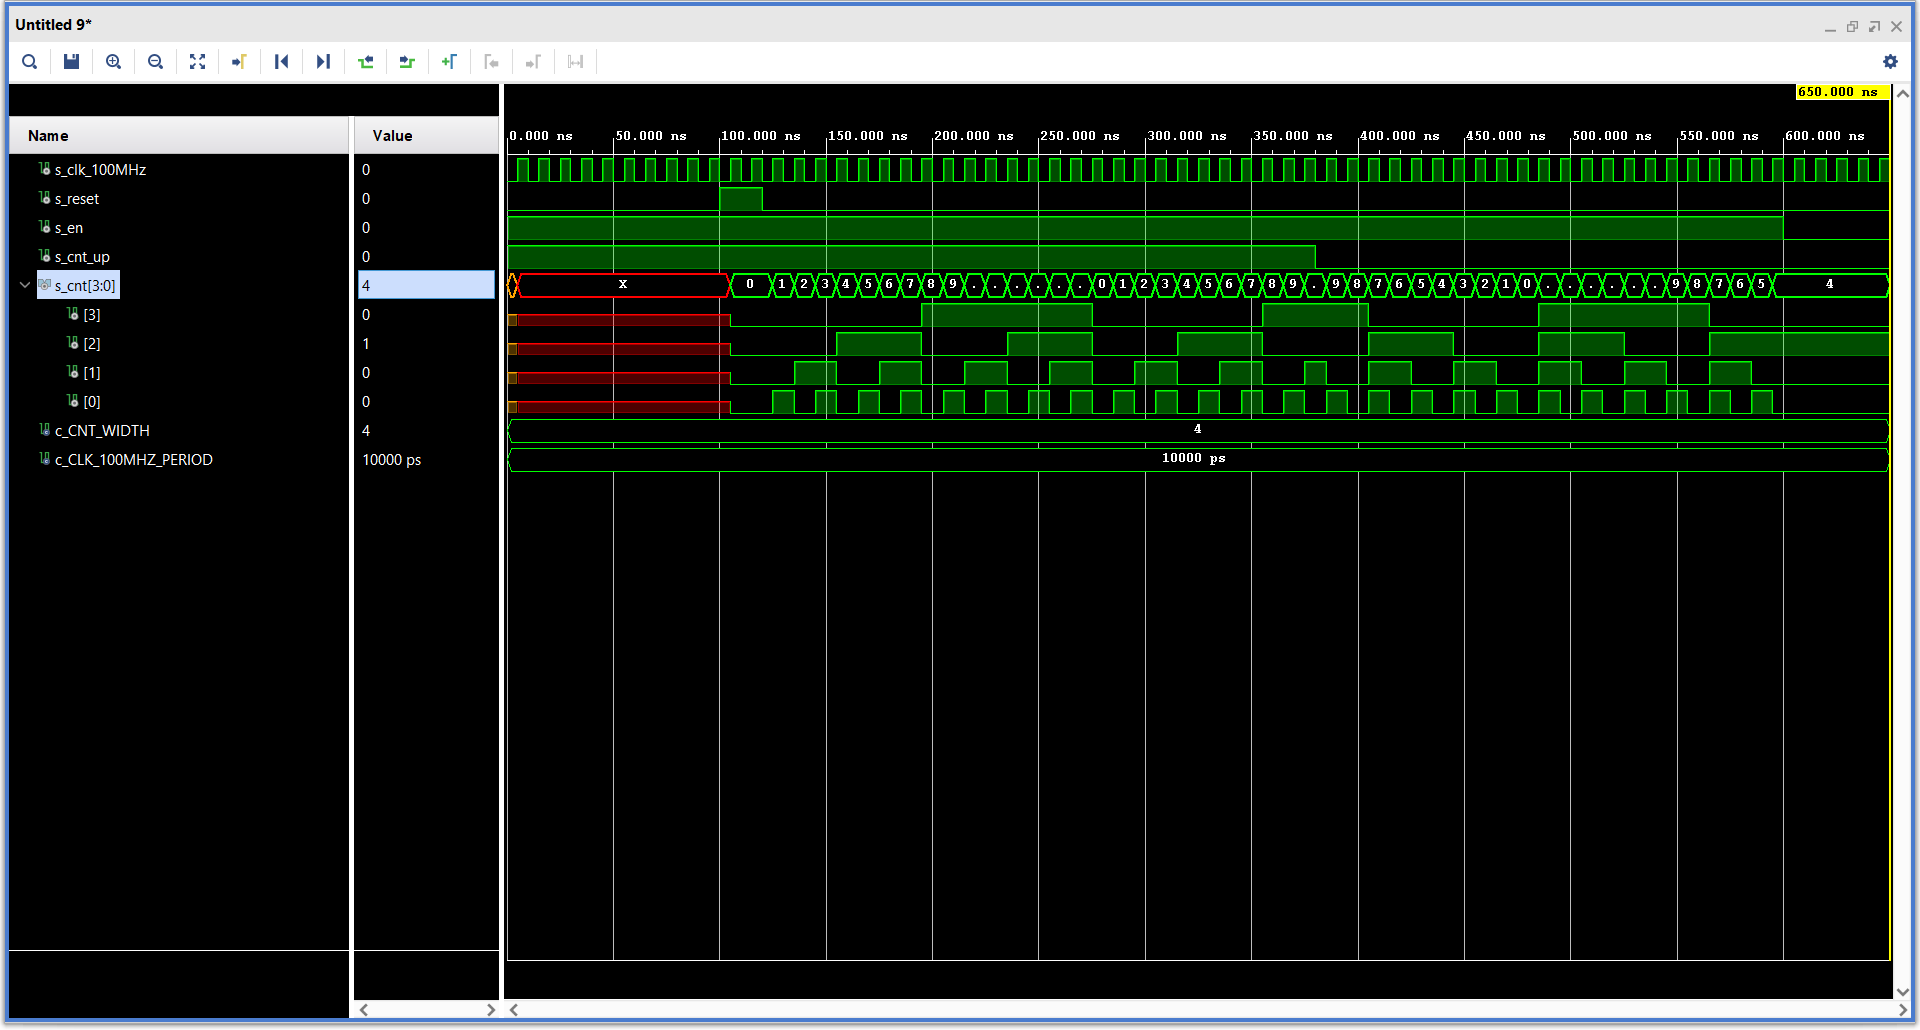 Untitled 9*
650.000 ns
Name Value
0.000 ns 50.000 ns 100.000 ns 150.000 ns 200.000 ns 250.000 ns 300.000 ns 350.000 ns 400.000 ns 450.000 ns 500.000 ns 550.000 ns 600.000 ns
s_clk_100MHz 0
s_reset 0
s_en 0
s_cnt_up 0
s_cnt[3:0] 4 X 0 1 2 3 4 5 6 7 8 9 . . . . . . 0 1 2 3 4 5 6 7 8 9 . 9 8 7 6 5 4 3 2 1 0 . . . . . . 9 8 7 6 5 4
[3] 0
[2] 1
[1] 0
[0] 0
c_CNT_WIDTH 4 4
c_CLK_100MHZ_PERIOD 10000 ps 10000 ps